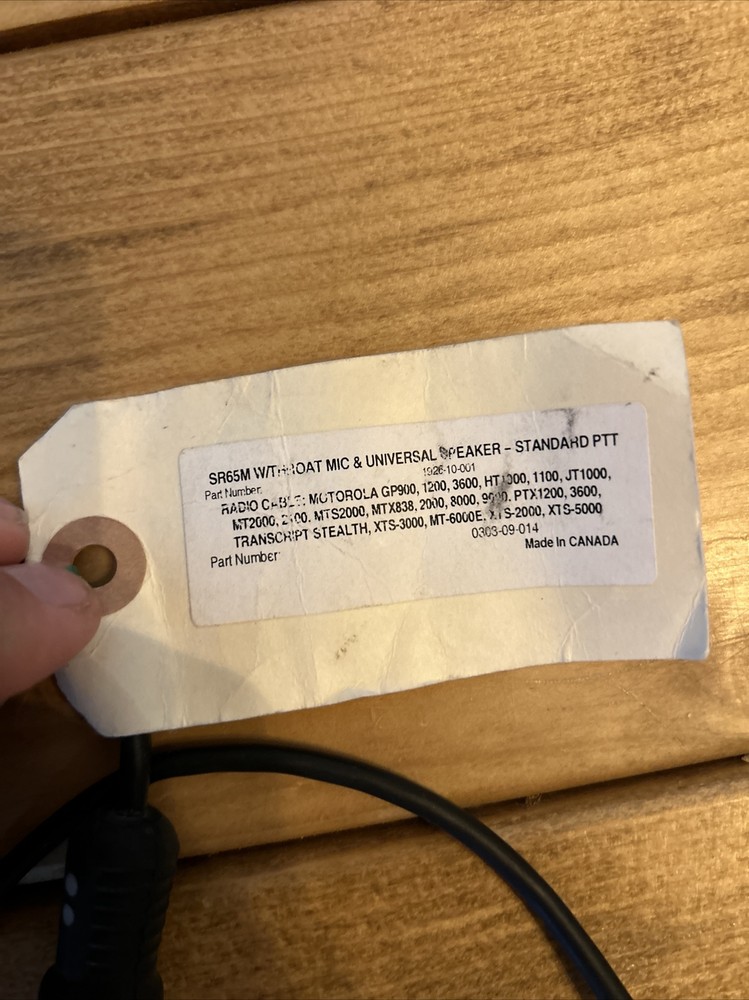 SR65M W/THROAT MIC & UNIVERSAL SPEAKER – STANDARD PTT
Part Number: 1926-10-001
RADIO CABLE: MOTOROLA GP900, 1200, 3600, HT1000, 1100, JT1000,
MT2000, 2100, MTS2000, MTX838, 2000, 8000, 9000, PTX1200, 3600,
TRANSCRIPT STEALTH, XTS-3000, MT-6000E, XTS-2000, XTS-5000
Part Number: 0303-09-014
Made In CANADA